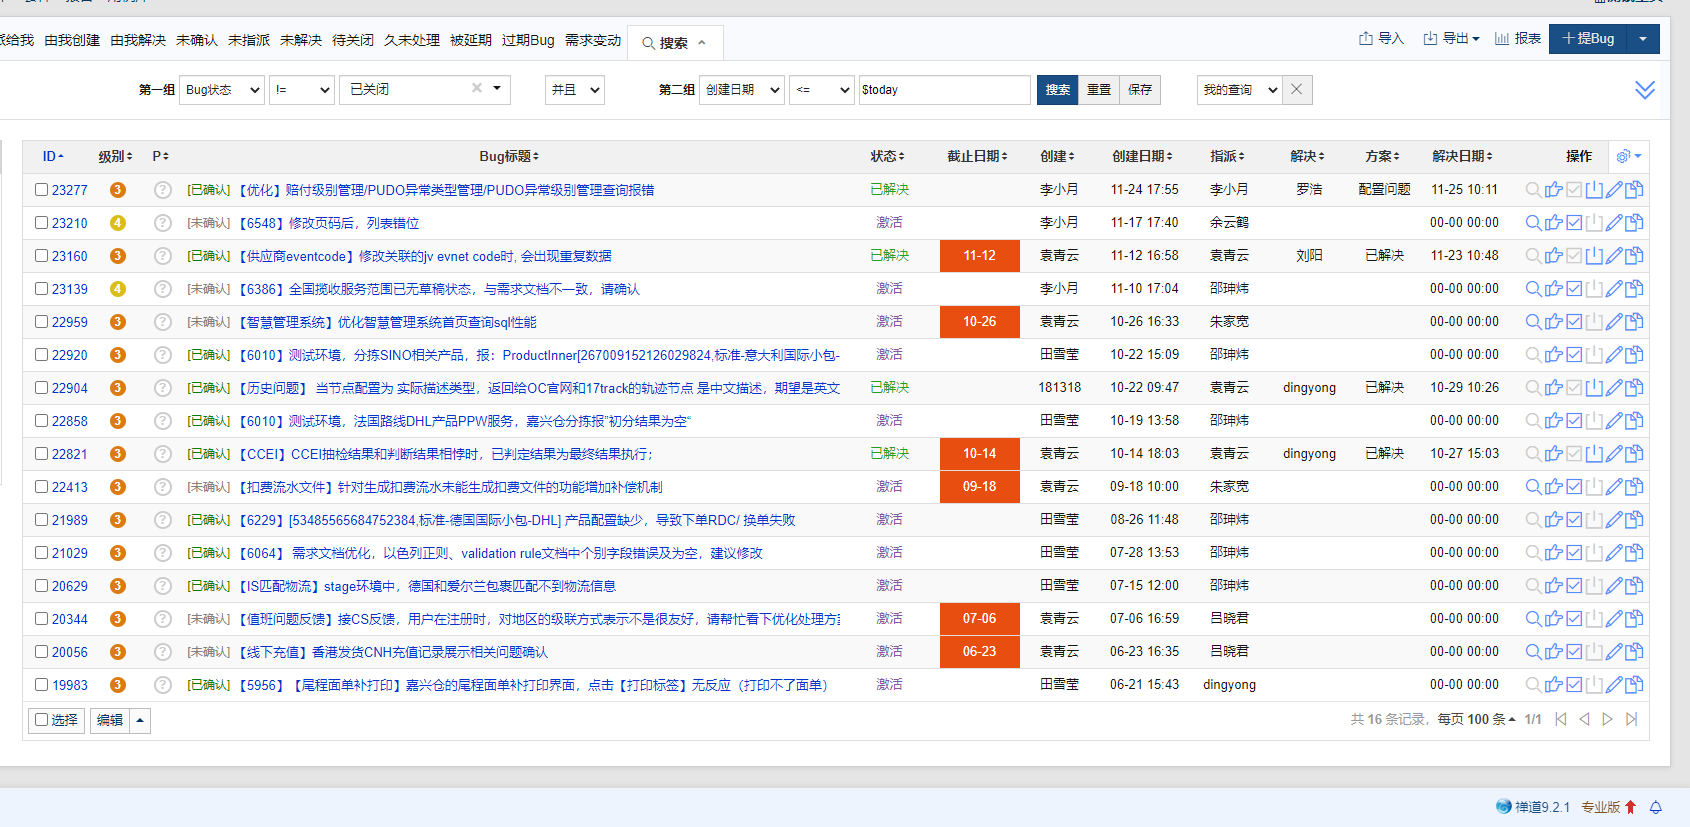 派给我 由我创建 由我解决 未确认 未指派 未解决 待关闭 久未处理 被延期 过期Bug 需求变动 搜索 导入 导出 报表 提Bug
第一组 Bug状态 != 已关闭 并且 第二组 创建日期 <= $today 搜索 重置 保存 我的查询
ID 级别 P Bug标题 状态 截止日期 创建 创建日期 指派 解决 方案 解决日期 操作
23277 3 ? [已确认] 【优化】赔付级别管理/PUDO异常类型管理/PUDO异常级别管理查询报错 已解决 李小月 11-24 17:55 李小月 罗浩 配置问题 11-25 10:11
23210 4 ? [未确认] 【6548】修改页码后，列表错位 激活 李小月 11-17 17:40 余云鹤 00-00 00:00
23160 3 ? [已确认] 【供应商eventcode】修改关联的jv evnet code时, 会出现重复数据 已解决 11-12 袁青云 11-12 16:58 袁青云 刘阳 已解决 11-23 10:48
23139 4 ? [未确认] 【6386】全国揽收服务范围已无草稿状态，与需求文档不一致，请确认 激活 李小月 11-10 17:04 邵珅炜 00-00 00:00
22959 3 ? [未确认] 【智慧管理系统】优化智慧管理系统首页查询sql性能 激活 10-26 袁青云 10-26 16:33 朱家宽 00-00 00:00
22920 3 ? [已确认] 【6010】测试环境，分拣SINO相关产品，报：ProductInner[267009152126029824,标准-意大利国际小包- 激活 田雪莹 10-22 15:09 邵珅炜 00-00 00:00
22904 3 ? [已确认] 【历史问题】 当节点配置为 实际描述类型，返回给OC官网和17track的轨迹节点 是中文描述，期望是英文 已解决 181318 10-22 09:47 袁青云 dingyong 已解决 10-29 10:26
22858 3 ? [已确认] 【6010】测试环境，法国路线DHL产品PPW服务，嘉兴仓分拣报”初分结果为空“ 激活 田雪莹 10-19 13:58 邵珅炜 00-00 00:00
22821 3 ? [已确认] 【CCEI】CCEI抽检结果和判断结果相悖时，已判定结果为最终结果执行； 已解决 10-14 袁青云 10-14 18:03 袁青云 dingyong 已解决 10-27 15:03
22413 3 ? [未确认] 【扣费流水文件】针对生成扣费流水未能生成扣费文件的功能增加补偿机制 激活 09-18 袁青云 09-18 10:00 朱家宽 00-00 00:00
21989 3 ? [已确认] 【6229】[53485565684752384,标准-德国国际小包-DHL] 产品配置缺少，导致下单RDC/ 换单失败 激活 田雪莹 08-26 11:48 邵珅炜 00-00 00:00
21029 3 ? [已确认] 【6064】 需求文档优化，以色列正则、validation rule文档中个别字段错误及为空，建议修改 激活 田雪莹 07-28 13:53 邵珅炜 00-00 00:00
20629 3 ? [已确认] 【IS匹配物流】stage环境中，德国和爱尔兰包裹匹配不到物流信息 激活 田雪莹 07-15 12:00 邵珅炜 00-00 00:00
20344 3 ? [未确认] 【值班问题反馈】接CS反馈，用户在注册时，对地区的级联方式表示不是很友好，请帮忙看下优化处理方 激活 07-06 袁青云 07-06 16:59 吕晓君 00-00 00:00
20056 3 ? [未确认] 【线下充值】香港发货CNH充值记录展示相关问题确认 激活 06-23 袁青云 06-23 16:35 吕晓君 00-00 00:00
19983 3 ? [已确认] 【5956】【尾程面单补打印】嘉兴仓的尾程面单补打印界面，点击【打印标签】无反应（打印不了面单） 激活 田雪莹 06-21 15:43 dingyong 00-00 00:00
选择 编辑 共 16 条记录，每页 100 条 1/1
禅道9.2.1 专业版